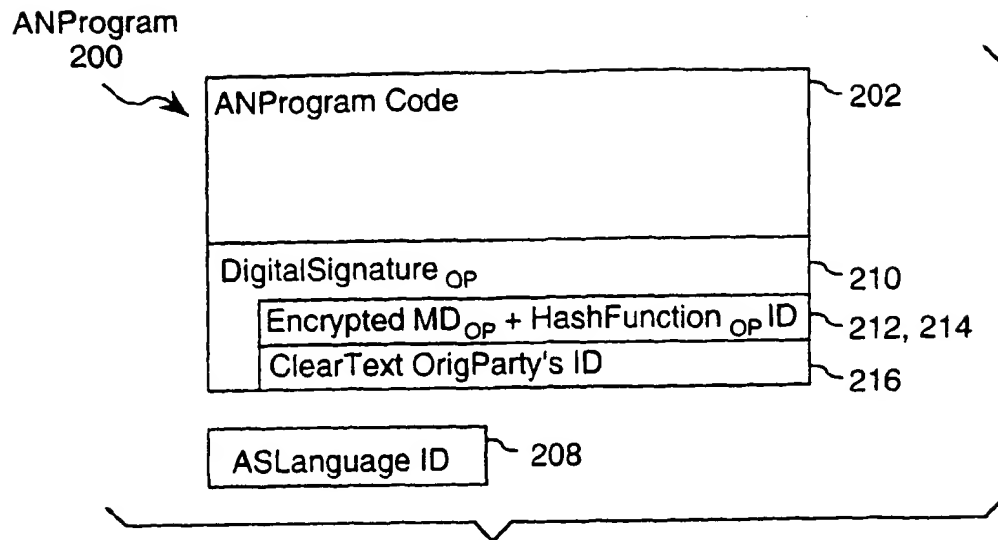 ANProgram
200
ANProgram Code
202
DigitalSignature OP
210
Encrypted MD OP + HashFunction OP ID
212, 214
ClearText OrigParty's ID
216
ASLanguage ID
208